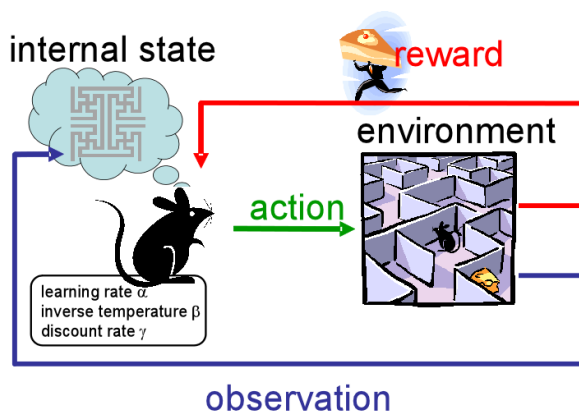 reward
internal state
environment
action
learning rate α
inverse temperature β
discount rate γ
observation